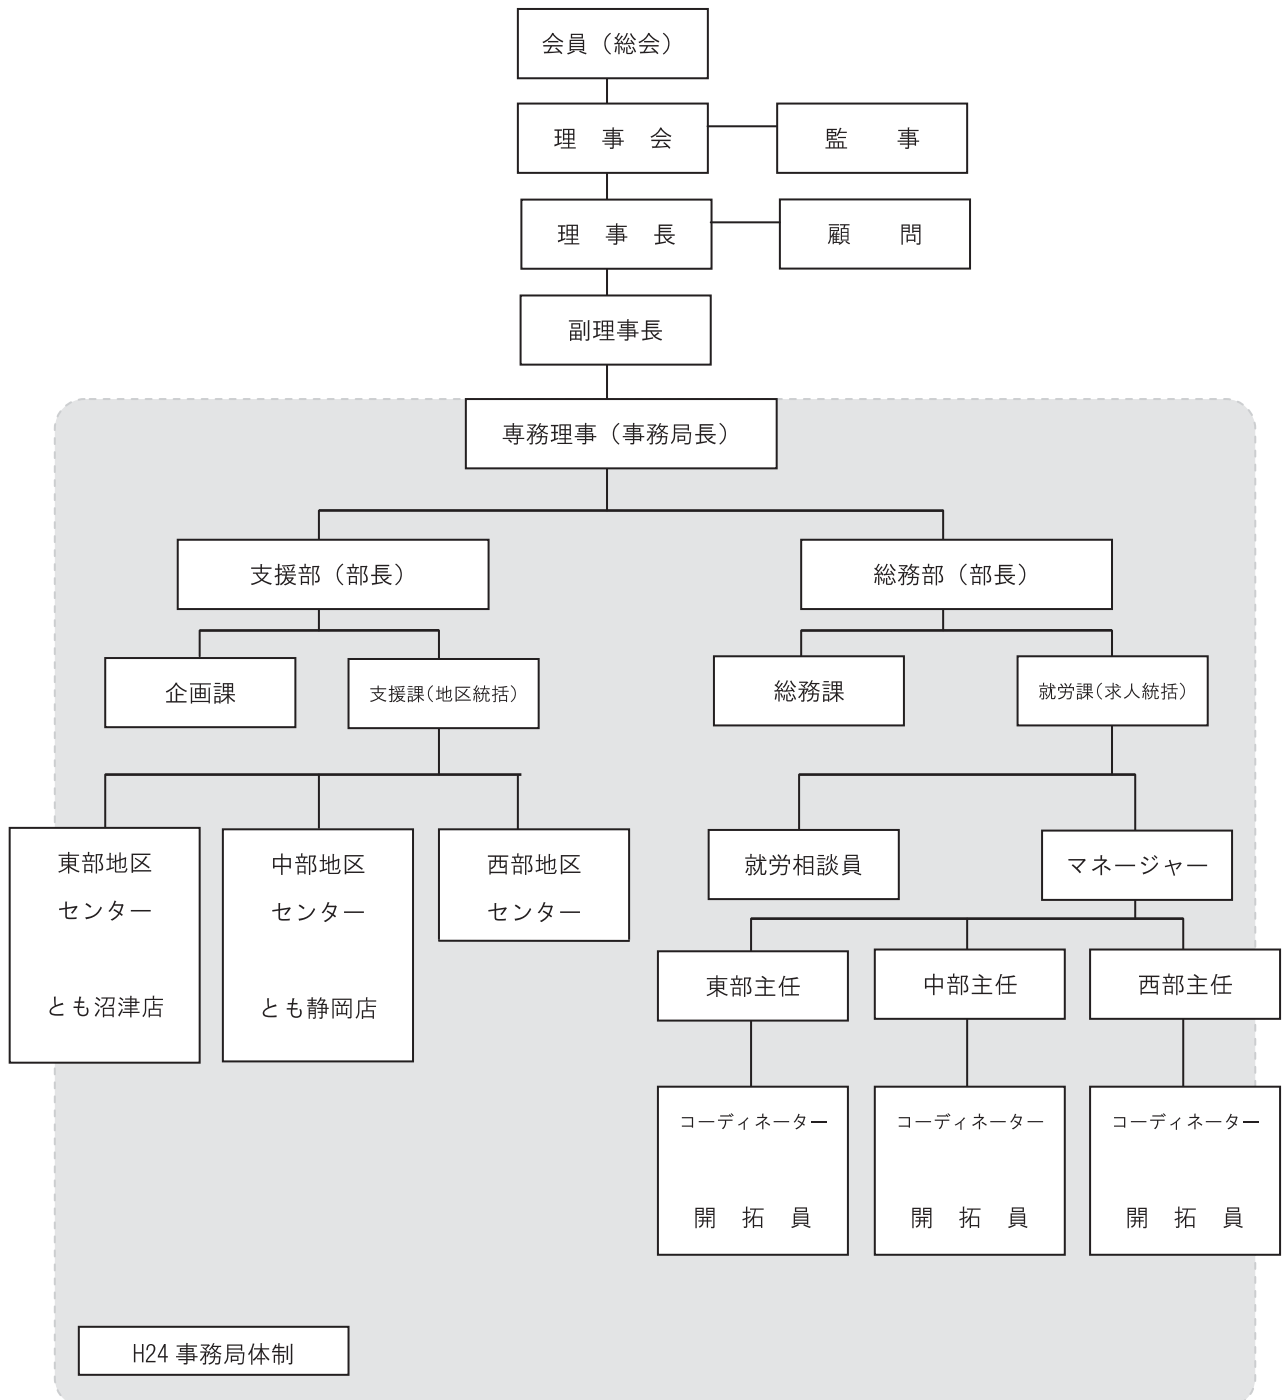 会員（総会）
理　事　会
監　　事
理　事　長
顧　　問
副理事長
専務理事（事務局長）
支援部（部長）
総務部（部長）
企画課
支援課（地区統括）
総務課
就労課（求人統括）
東部地区
センター
とも沼津店
中部地区
センター
とも静岡店
西部地区
センター
就労相談員
マネージャー
東部主任
中部主任
西部主任
コーディネーター
開　拓　員
コーディネーター
開　拓　員
コーディネーター
開　拓　員
H24 事務局体制